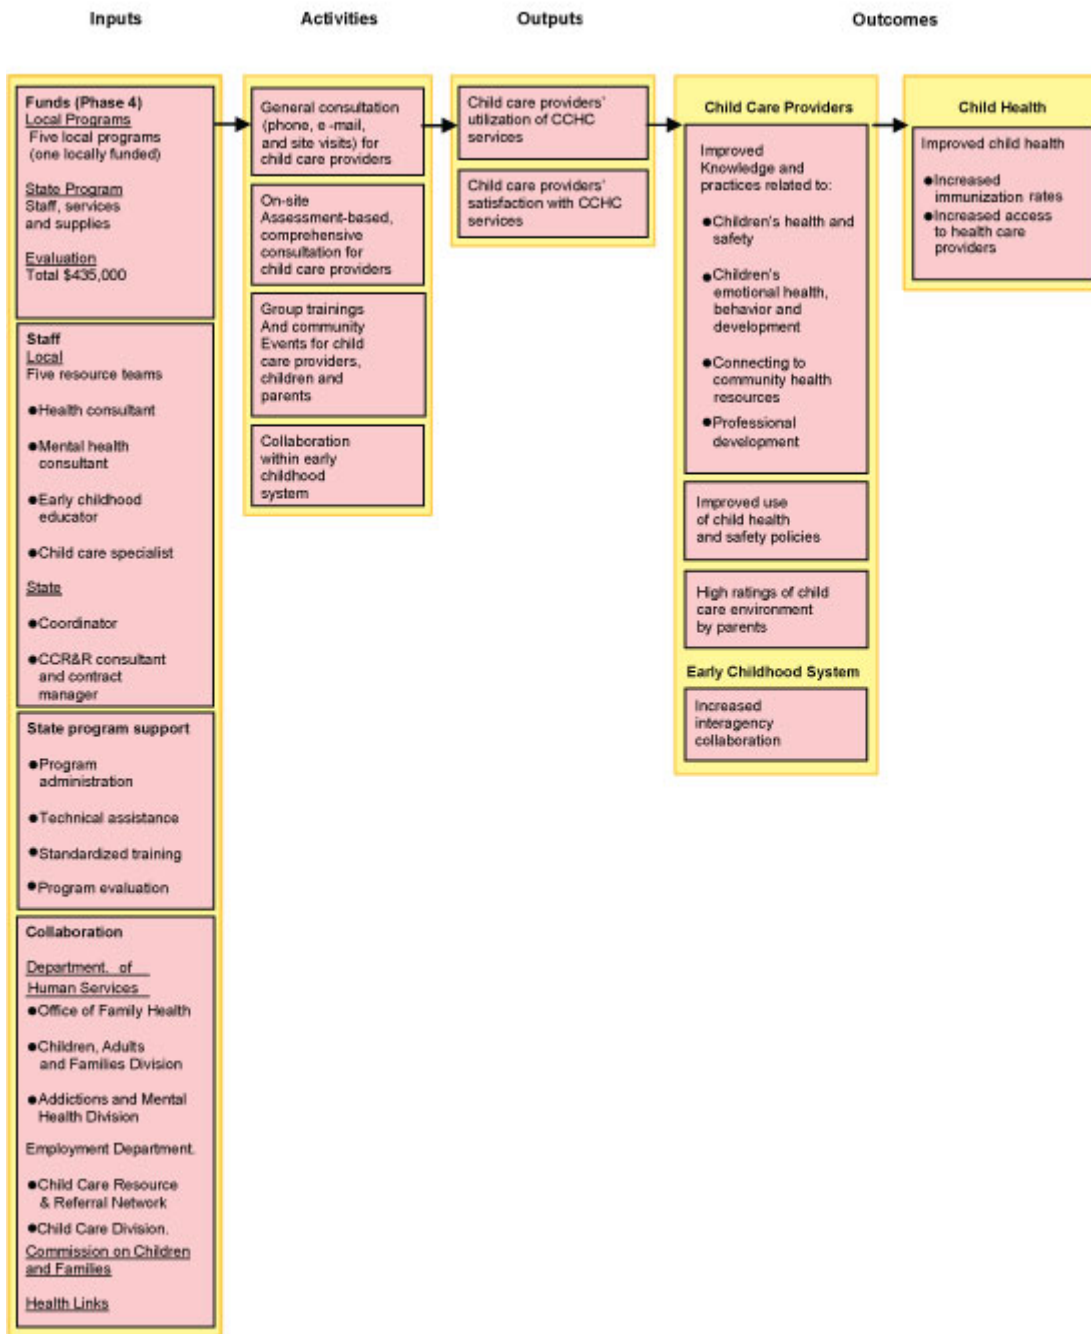 Inputs
Activities
Outputs
Outcomes
Funds (Phase 4)
Local Programs
Five local programs
(one locally funded)
State Program
Staff, services
and supplies
Evaluation
Total $435,000
Staff
Local
Five resource teams
●Health consultant
●Mental health
consultant
●Early childhood
educator
●Child care specialist
State
●Coordinator
●CCR&R consultant
and contract
manager
State program support
●Program
administration
●Technical assistance
●Standardized training
●Program evaluation
Collaboration
Department. of
Human Services
●Office of Family Health
●Children, Adults
and Families Division
●Addictions and Mental
Health Division
Employment Department.
●Child Care Resource
& Referral Network
●Child Care Division.
Commission on Children
and Families
Health Links
General consultation
(phone, e-mail,
and site visits) for
child care providers
On-site
Assessment-based,
comprehensive
consultation for
child care providers
Group trainings
And community
Events for child
care providers,
children and
parents
Collaboration
within early
childhood
system
Child care providers'
utilization of CCHC
services
Child care providers'
satisfaction with CCHC
services
Child Care Providers
Improved
Knowledge and
practices related to:
●Children's health and
safety
●Children's
emotional health,
behavior and
development
●Connecting to
community health
resources
●Professional
development
Improved use
of child health
and safety policies
High ratings of child
care environment
by parents
Early Childhood System
Increased
interagency
collaboration
Child Health
Improved child health
●Increased
immunization rates
●Increased access
to health care
providers